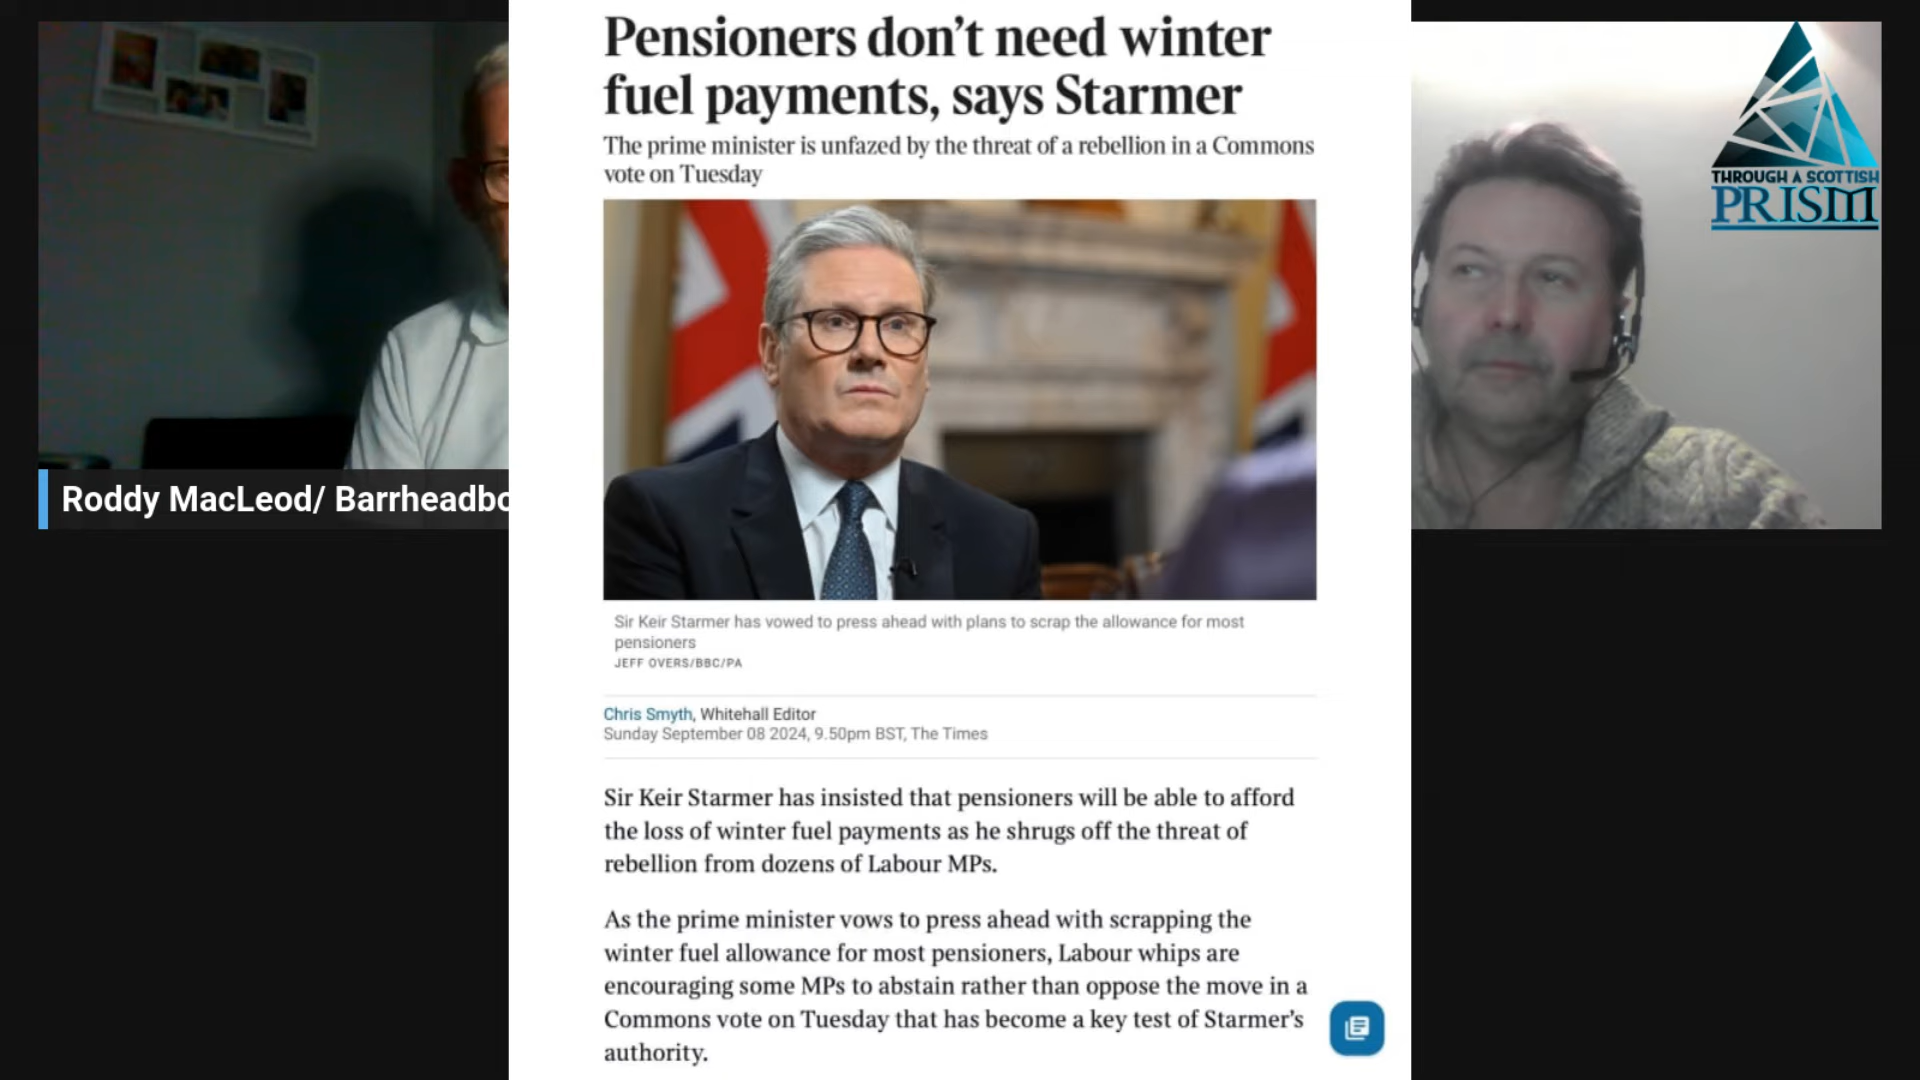 Pensioners don’t need winter
fuel payments, says Starmer
The prime minister is unfazed by the threat of a rebellion in a Commons
vote on Tuesday
THROUGH A SCOTTISH
PRISM
Roddy MacLeod/ Barrheadbo
Sir Keir Starmer has vowed to press ahead with plans to scrap the allowance for most
pensioners
JEFF OVERS/BBC/PA
Chris Smyth, Whitehall Editor
Sunday September 08 2024, 9.50pm BST, The Times
Sir Keir Starmer has insisted that pensioners will be able to afford
the loss of winter fuel payments as he shrugs off the threat of
rebellion from dozens of Labour MPs.
As the prime minister vows to press ahead with scrapping the
winter fuel allowance for most pensioners, Labour whips are
encouraging some MPs to abstain rather than oppose the move in a
Commons vote on Tuesday that has become a key test of Starmer’s
authority.